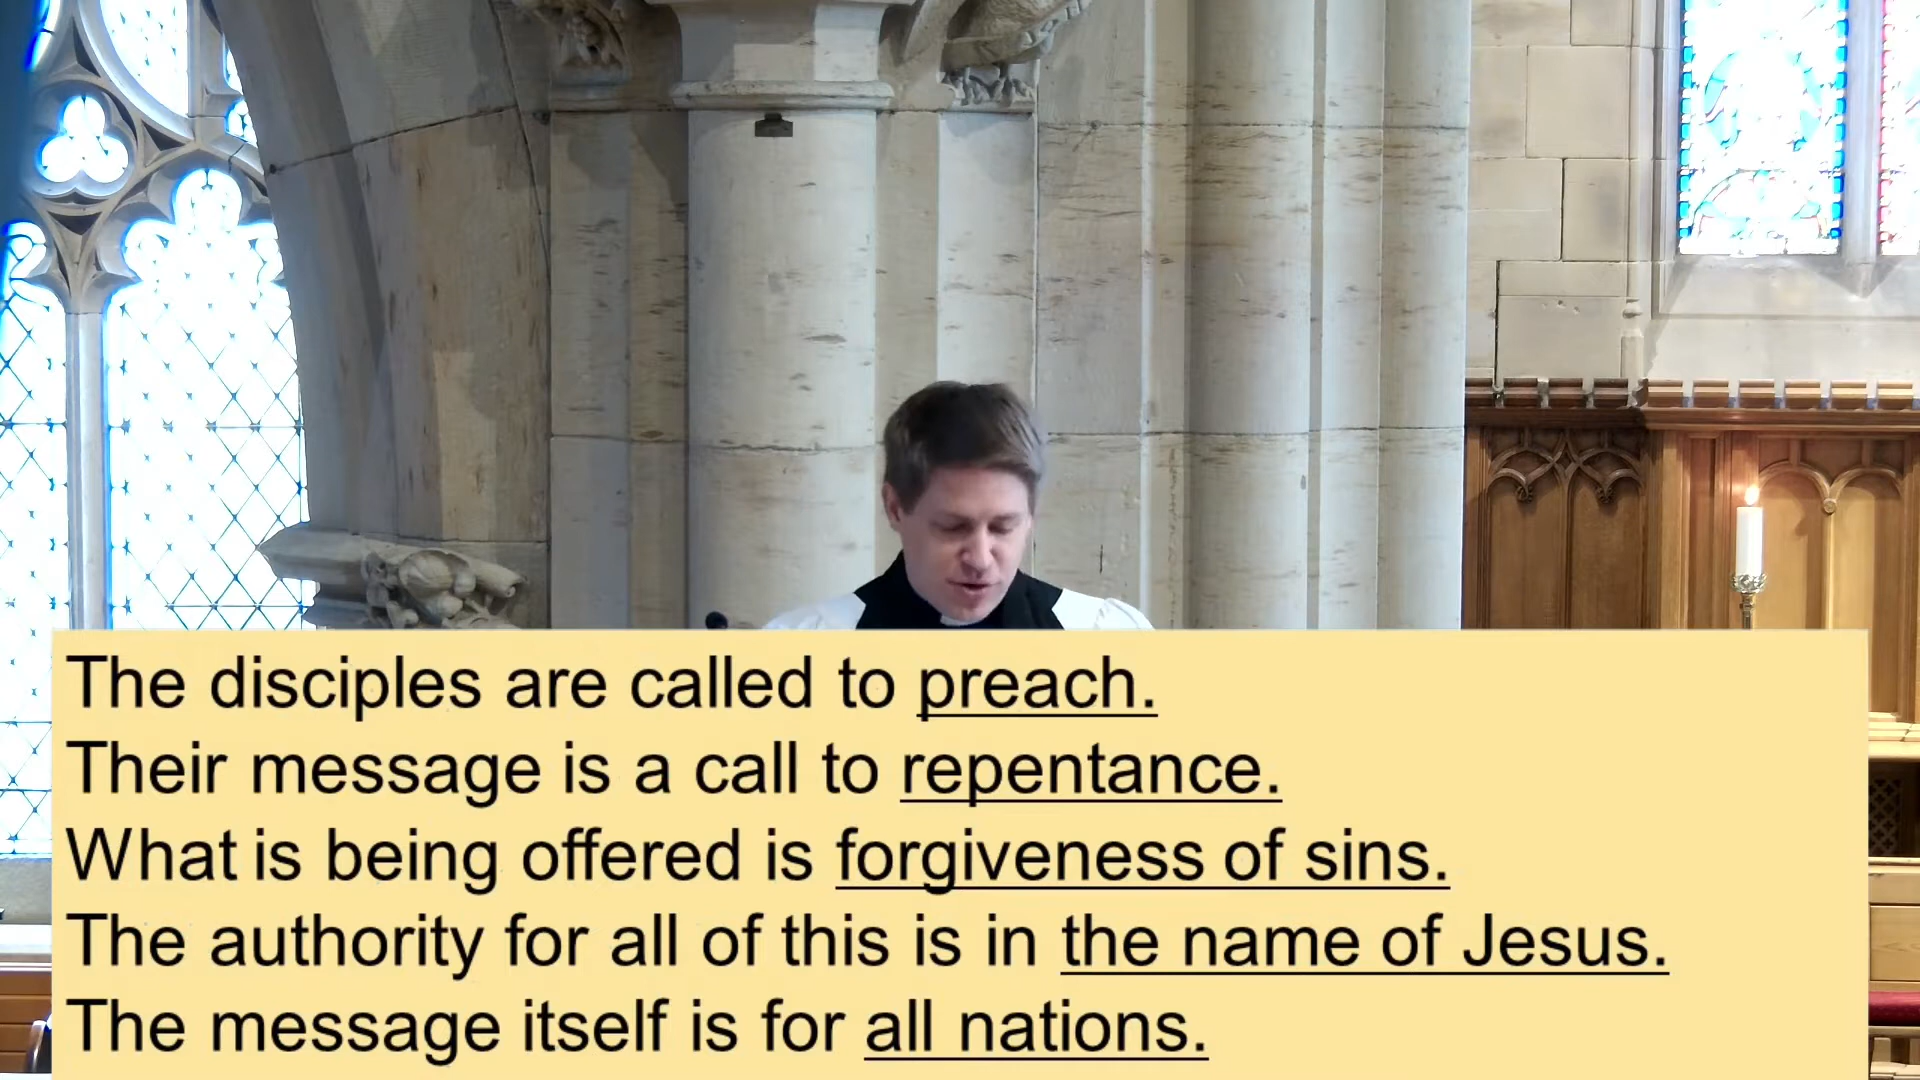 The disciples are called to preach.
Their message is a call to repentance.
What is being offered is forgiveness of sins.
The authority for all of this is in the name of Jesus.
The message itself is for all nations.